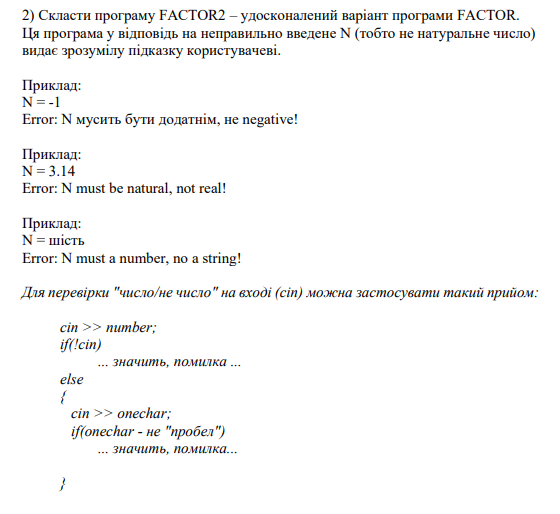 2) Скласти програму FACTOR2 – удосконалений варіант програми FACTOR.
Ця програма у відповідь на неправильно введене N (тобто не натуральне число)
видає зрозумілу підказку користувачеві.
Приклад:
N = -1
Error: N мусить бути додатнім, не negative!
Приклад:
N = 3.14
Error: N must be natural, not real!
Приклад:
N = шість
Error: N must a number, no a string!
Для перевірки "число/не число" на вході (cin) можна застосувати такий прийом:
cin >> number;
if(!cin)
... значить, помилка ...
else
{
cin >> onechar;
if(onechar - не "пробел")
... значить, помилка...
}